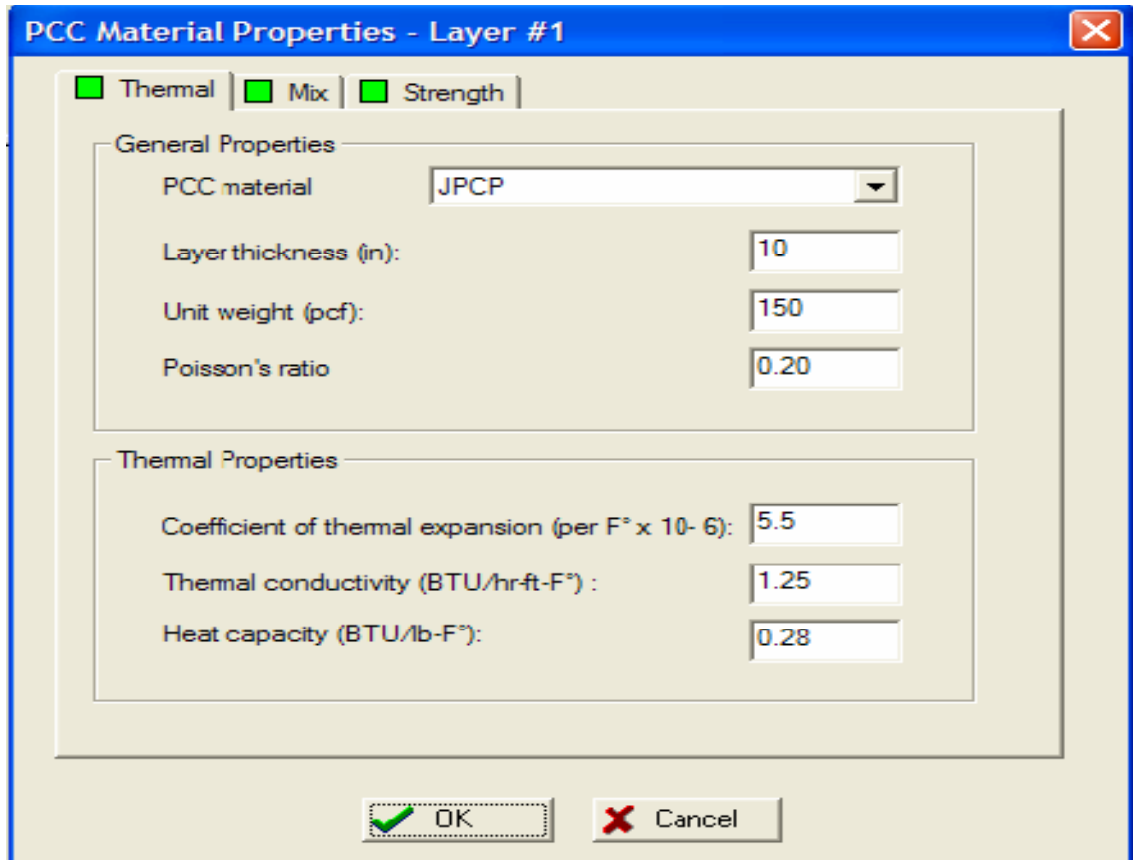 PCC Material Properties - Layer #1
Thermal Mix Strength
General Properties
PCC material JPCP
Layer thickness (in): 10
Unit weight (pcf): 150
Poisson's ratio 0.20
Thermal Properties
Coefficient of thermal expansion (per F° x 10- 6): 5.5
Thermal conductivity (BTU/hr-ft-F°) : 1.25
Heat capacity (BTU/lb-F°): 0.28
OK Cancel